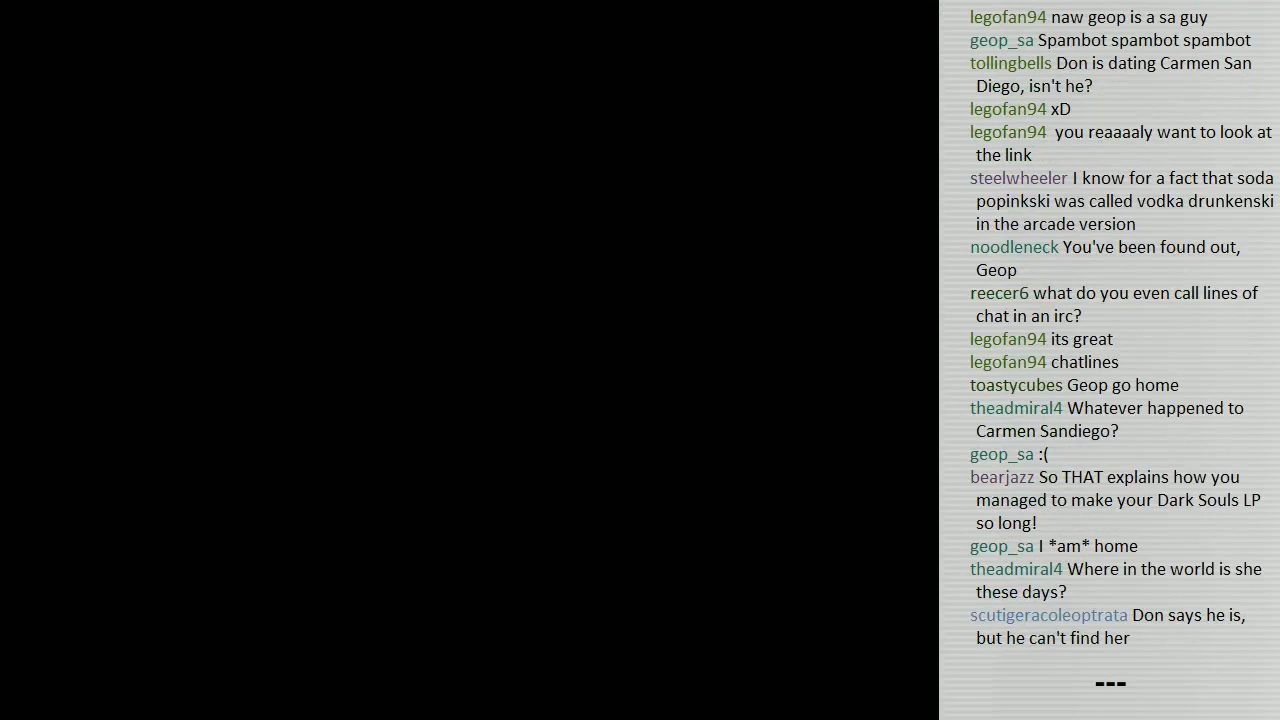 legofan94 naw geop is a sa guy
geop_sa Spambot spambot spambot
tollingbells Don is dating Carmen San
Diego, isn't he?
legofan94 xD
legofan94 you reaaaaly want to look at
the link
steelwheeler I know for a fact that soda
popinkski was called vodka drunkenski
in the arcade version
noodleneck You've been found out,
Geop
reecer6 what do you even call lines of
chat in an irc?
legofan94 its great
legofan94 chatlines
toastycubes Geop go home
theadmiral4 Whatever happened to
Carmen Sandiego?
geop_sa :(
bearjazz So THAT explains how you
managed to make your Dark Souls LP
so long!
geop_sa I *am* home
theadmiral4 Where in the world is she
these days?
scutigeracoleoptrata Don says he is,
but he can't find her
---